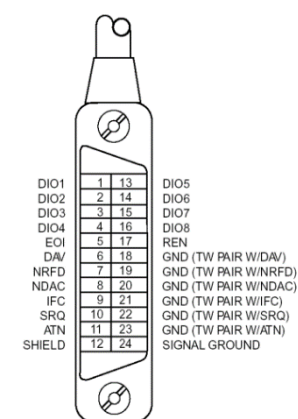 DIO1 1 13 DIO5
DIO2 2 14 DIO6
DIO3 3 15 DIO7
DIO4 4 16 DIO8
EOI 5 17 REN
DAV 6 18 GND (TW PAIR W/DAV)
NRFD 7 19 GND (TW PAIR W/NRFD)
NDAC 8 20 GND (TW PAIR W/NDAC)
IFC 9 21 GND (TW PAIR W/IFC)
SRQ 10 22 GND (TW PAIR W/SRQ)
ATN 11 23 GND (TW PAIR W/ATN)
SHIELD 12 24 SIGNAL GROUND